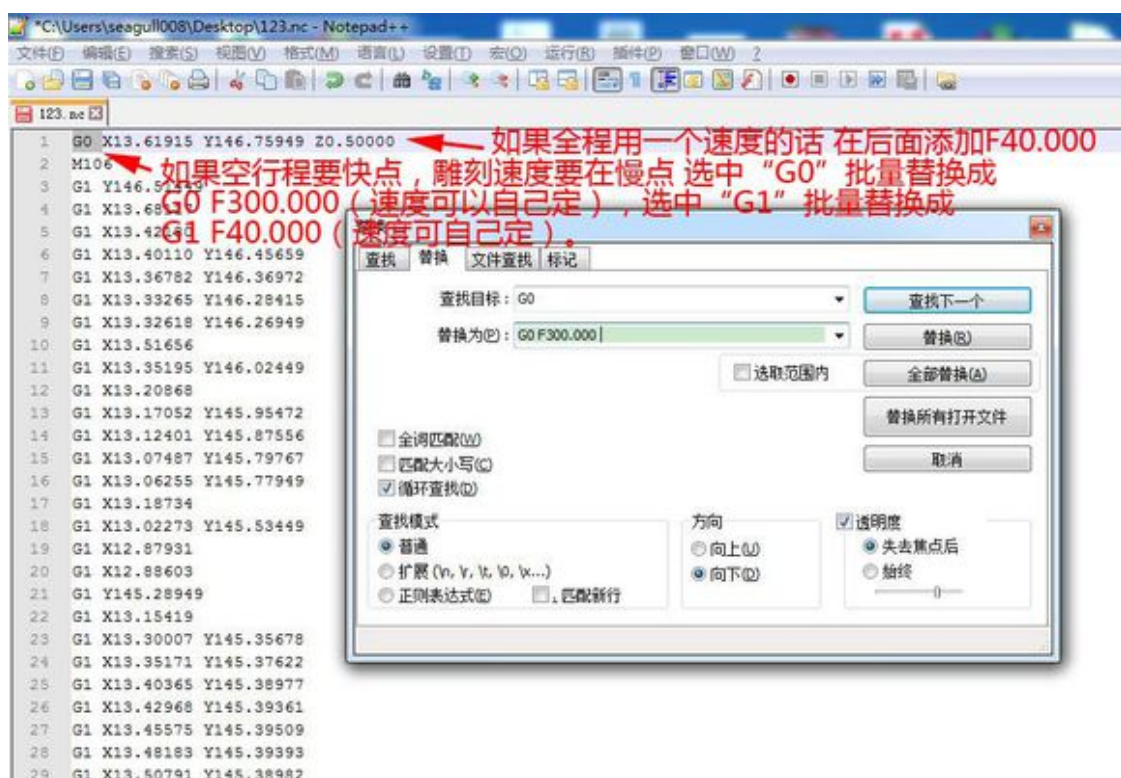 *C:\Users\seagull008\Desktop\123.nc - Notepad++
文件(F) 编辑(E) 搜索(S) 视图(V) 格式(M) 语言(L) 设置(T) 宏(O) 运行(R) 插件(P) 窗口(W) ?
123.nc
1 G0 X13.61915 Y146.75949 Z0.50000
如果全程用一个速度的话 在后面添加F40.000
2 M106
如果空行程要快点，雕刻速度要在慢点 选中“G0”批量替换成
3 G1 Y146.51449
G0 F300.000（速度可以自己定），选中“G1”批量替换成
4 G1 X13.68
G1 F40.000（速度可自己定）。
5 G1 X13.42
6 G1 X13.40110 Y146.45659
7 G1 X13.36782 Y146.36972
8 G1 X13.33265 Y146.28415
9 G1 X13.32618 Y146.26949
10 G1 X13.51656
11 G1 X13.35195 Y146.02449
12 G1 X13.20868
13 G1 X13.17052 Y145.95472
14 G1 X13.12401 Y145.87556
15 G1 X13.07487 Y145.79767
16 G1 X13.06255 Y145.77949
17 G1 X13.18734
18 G1 X13.02273 Y145.53449
19 G1 X12.87931
20 G1 X12.88603
21 G1 Y145.28949
22 G1 X13.15419
23 G1 X13.30007 Y145.35678
24 G1 X13.35171 Y145.37622
25 G1 X13.40365 Y145.38977
26 G1 X13.42968 Y145.39361
27 G1 X13.45575 Y145.39509
28 G1 X13.48183 Y145.39393
29 G1 X13.50791 Y145.38982
查找 替换 文件查找 标记
查找目标： G0
查找下一个
替换为(P)： G0 F300.000
替换(R)
选取范围内
全部替换(A)
替换所有打开文件
全词匹配(W)
取消
匹配大小写(C)
循环查找(D)
查找模式
方向
透明度
普通
向上(U)
失去焦点后
扩展 (\n, \r, \t, \0, \x...)
向下(D)
始终
正则表达式(E)
. 匹配新行